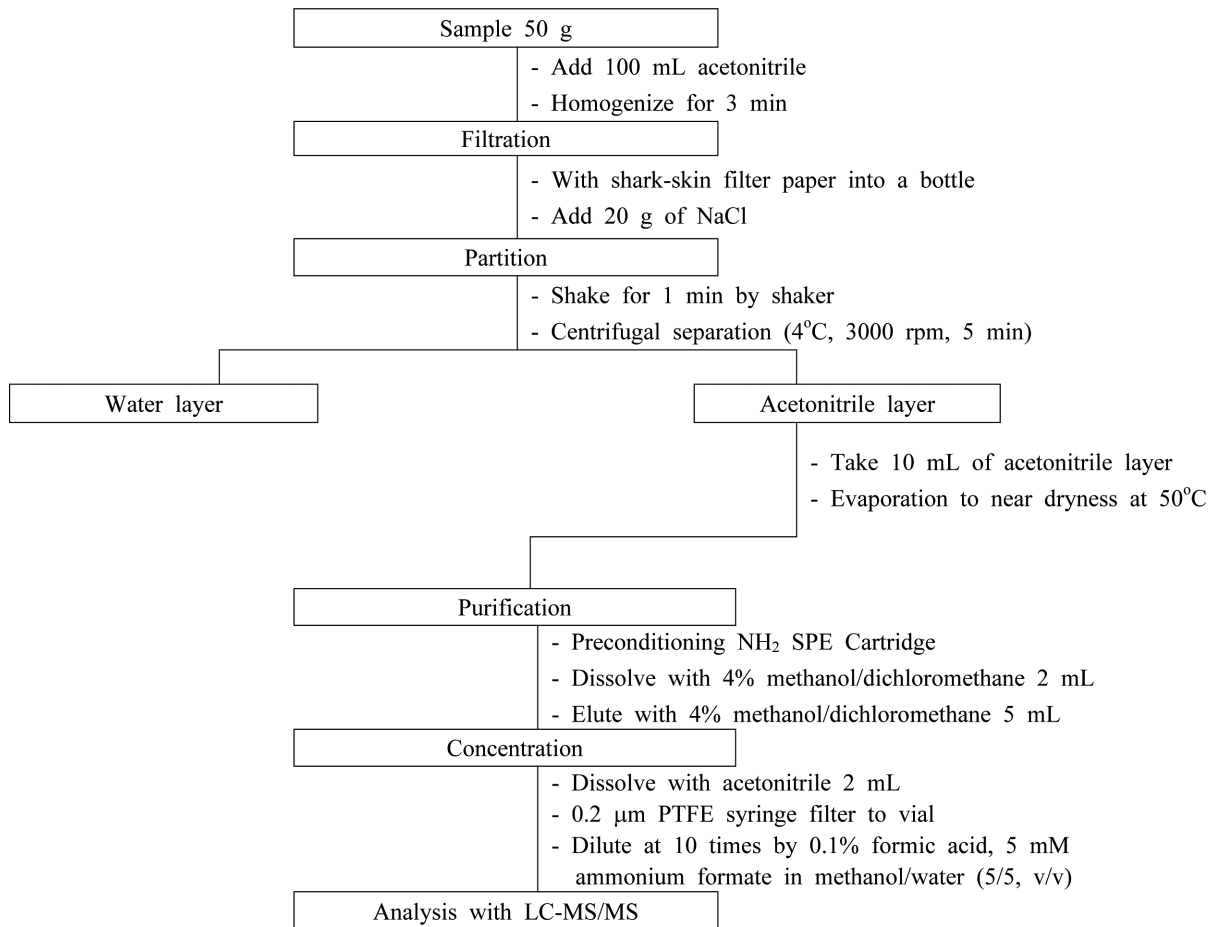 Sample 50 g
- Add 100 mL acetonitrile
- Homogenize for 3 min
Filtration
- With shark-skin filter paper into a bottle
- Add 20 g of NaCl
Partition
- Shake for 1 min by shaker
- Centrifugal separation (4°C, 3000 rpm, 5 min)
Water layer
Acetonitrile layer
- Take 10 mL of acetonitrile layer
- Evaporation to near dryness at 50°C
Purification
- Preconditioning NH₂ SPE Cartridge
- Dissolve with 4% methanol/dichloromethane 2 mL
- Elute with 4% methanol/dichloromethane 5 mL
Concentration
- Dissolve with acetonitrile 2 mL
- 0.2 μm PTFE syringe filter to vial
- Dilute at 10 times by 0.1% formic acid, 5 mM
ammonium formate in methanol/water (5/5, v/v)
Analysis with LC-MS/MS